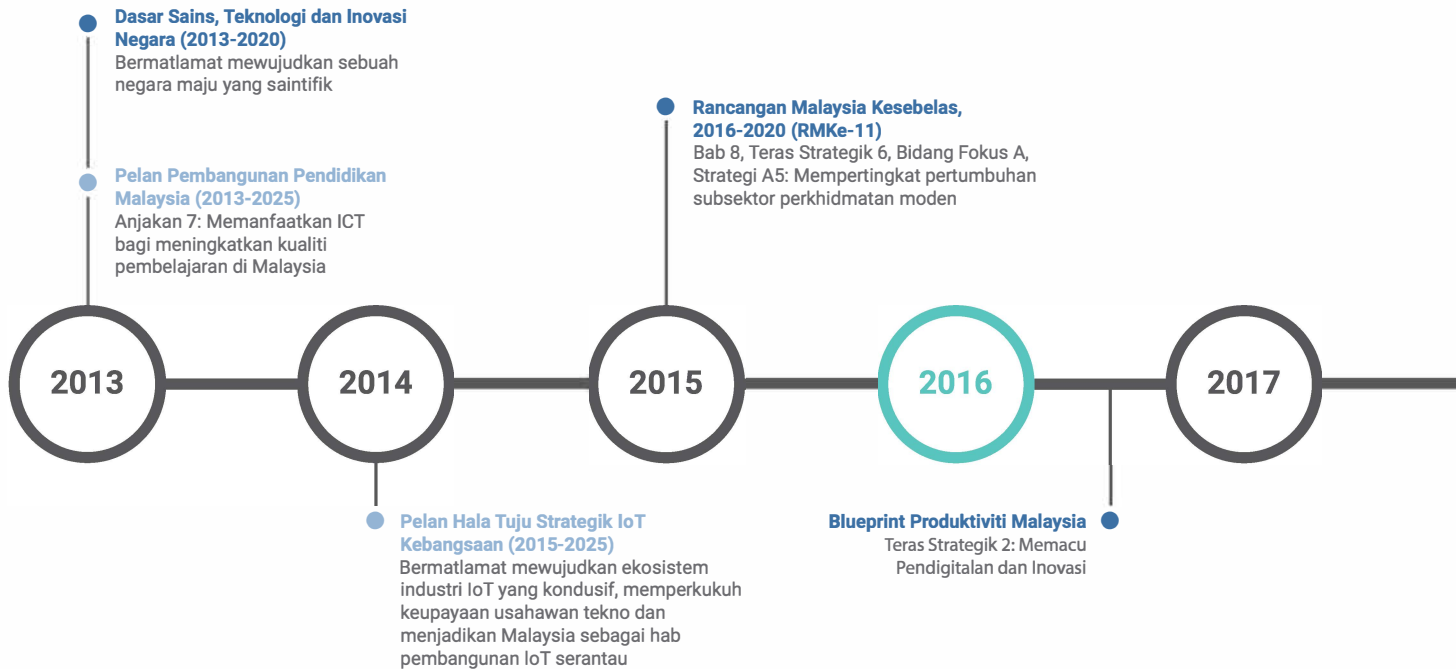 Dasar Sains, Teknologi dan Inovasi
Negara (2013-2020)
Bermatlamat mewujudkan sebuah
negara maju yang saintifik
Pelan Pembangunan Pendidikan
Malaysia (2013-2025)
Anjakan 7: Memanfaatkan ICT
bagi meningkatkan kualiti
pembelajaran di Malaysia
Rancangan Malaysia Kesebelas,
2016-2020 (RMKe-11)
Bab 8, Teras Strategik 6, Bidang Fokus A,
Strategi A5: Mempertingkat pertumbuhan
subsektor perkhidmatan moden
2013
2014
2015
2016
2017
Pelan Hala Tuju Strategik IoT
Kebangsaan (2015-2025)
Bermatlamat mewujudkan ekosistem
industri IoT yang kondusif, memperkukuh
keupayaan usahawan tekno dan
menjadikan Malaysia sebagai hab
pembangunan IoT serantau
Blueprint Produktiviti Malaysia
Teras Strategik 2: Memacu
Pendigitalan dan Inovasi